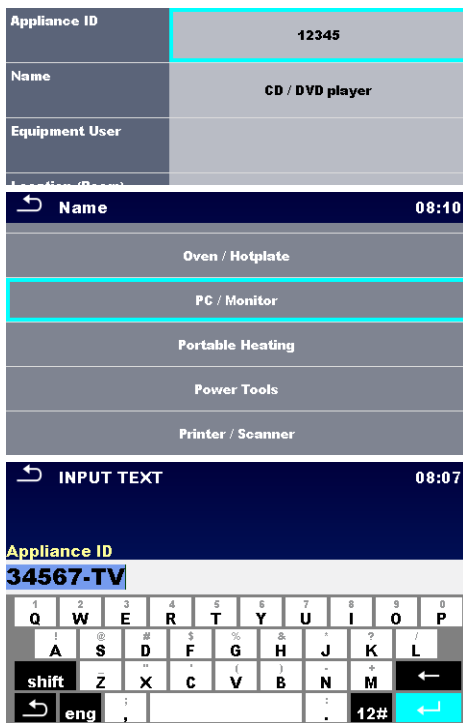 Appliance ID
12345
Name
CD / DVD player
Equipment User
Location (Room)
Name 08:10
Oven / Hotplate
PC / Monitor
Portable Heating
Power Tools
Printer / Scanner
INPUT TEXT 08:07
Appliance ID
34567-TV
1 2 3 4 5 6 7 8 9 0
Q W E R T Y U I O P
! @ # $ % & * ? /
A S D F G H J K L
_ " ' ( ) - +
shift Z X C V B N M
; :
eng , . 12#